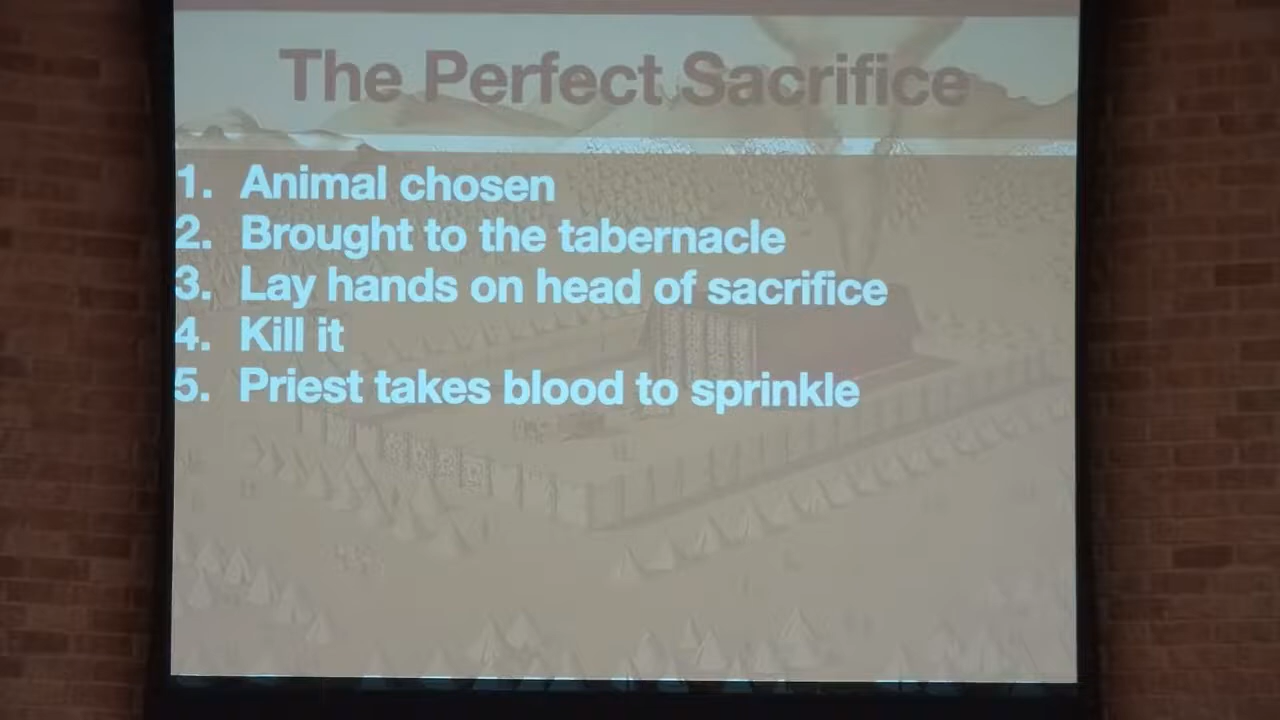 The Perfect Sacrifice
1. Animal chosen
2. Brought to the tabernacle
3. Lay hands on head of sacrifice
4. Kill it
5. Priest takes blood to sprinkle